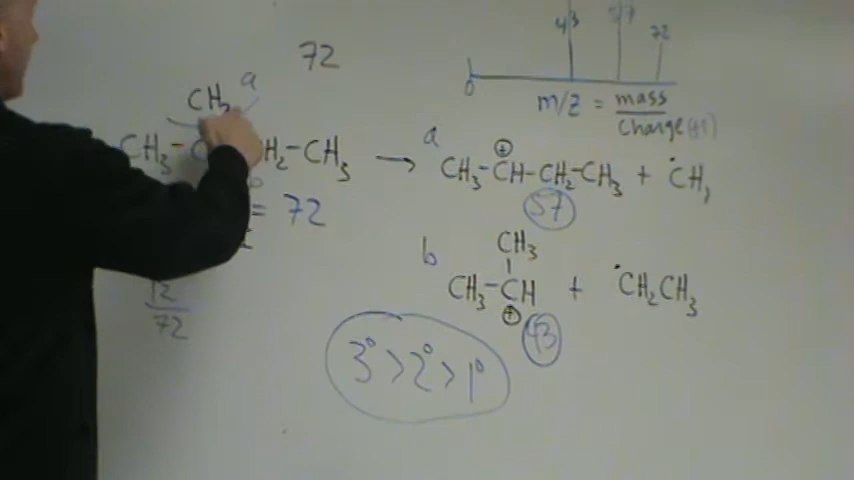 43 57 72
0
m/z = mass
charge (+1)
72
CH3 a
CH3-C H2-CH3 → a CH3-CH-CH2-CH3 + •CH3
⊕
57
= 72
CH3
b CH3-CH + •CH2CH3
⊕ 43
12
72
3° > 2° > 1°